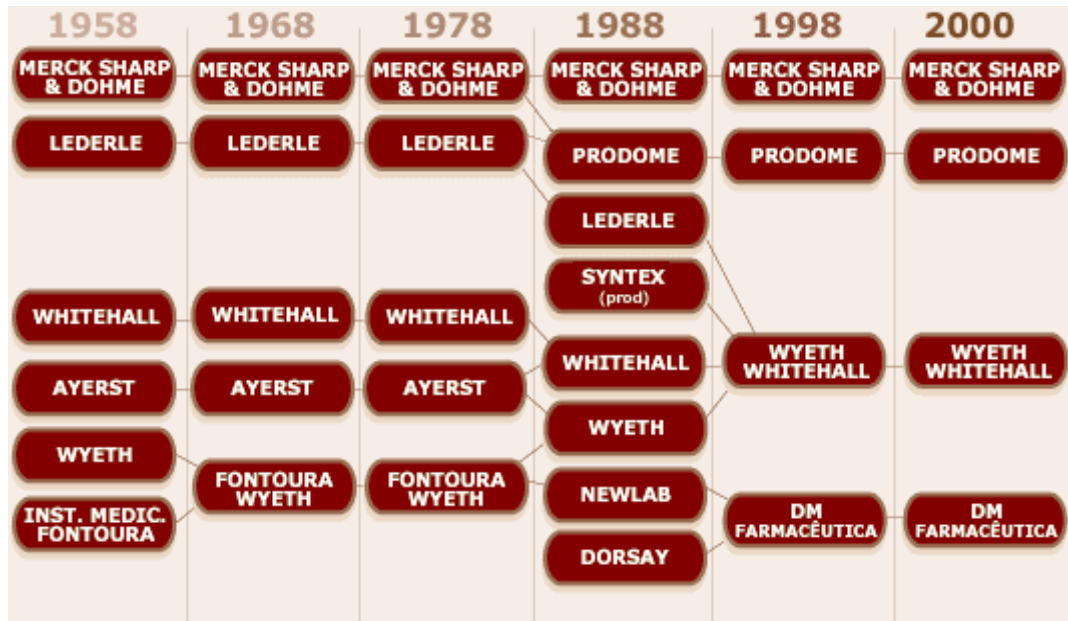 1958 1968 1978 1988 1998 2000
MERCK SHARP
& DOHME
MERCK SHARP
& DOHME
MERCK SHARP
& DOHME
MERCK SHARP
& DOHME
MERCK SHARP
& DOHME
MERCK SHARP
& DOHME
LEDERLE
LEDERLE
LEDERLE
PRODOME
PRODOME
PRODOME
LEDERLE
SYNTEX
(prod)
WHITEHALL
WHITEHALL
WHITEHALL
WHITEHALL
WYETH
WHITEHALL
WYETH
WHITEHALL
AYERST
AYERST
AYERST
WYETH
WYETH
FONTOURA
WYETH
FONTOURA
WYETH
NEWLAB
INST. MEDIC.
FONTOURA
DM
FARMACÊUTICA
DM
FARMACÊUTICA
DORSAY